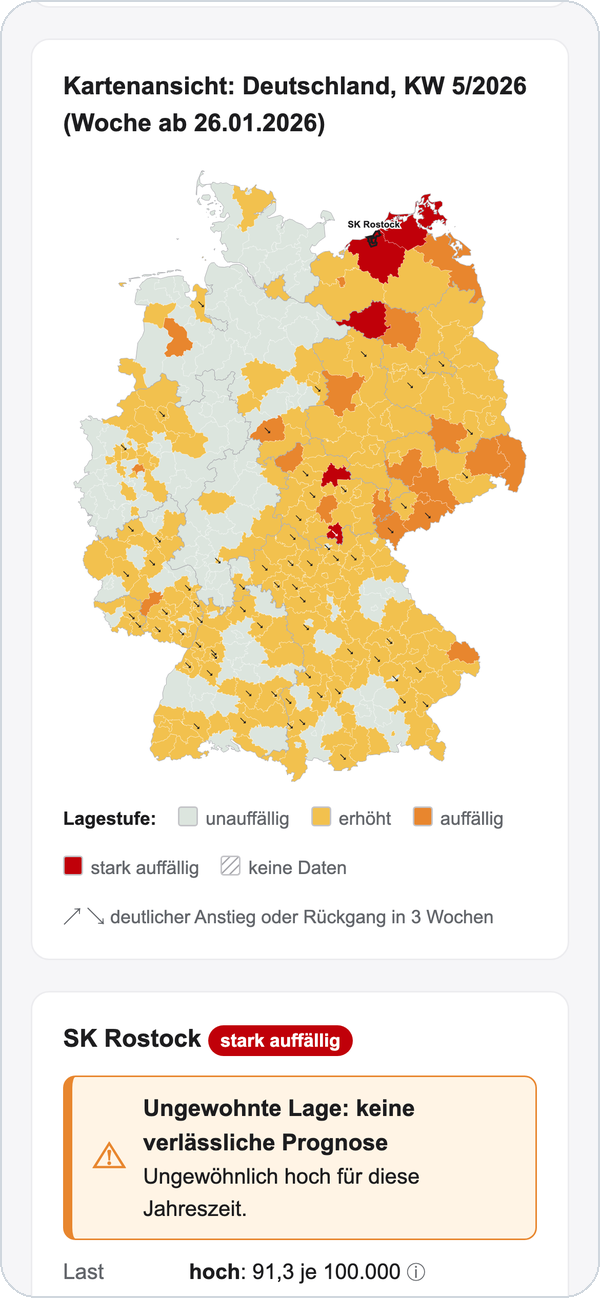 Kartenansicht: Deutschland, KW 5/2026
(Woche ab 26.01.2026)
SK Rostock
Lagestufe: unauffällig erhöht auffällig
stark auffällig keine Daten
↗ ↘ deutlicher Anstieg oder Rückgang in 3 Wochen
SK Rostock stark auffällig
Ungewohnte Lage: keine
verlässliche Prognose
Ungewöhnlich hoch für diese
Jahreszeit.
Last hoch: 91,3 je 100.000 ⓘ